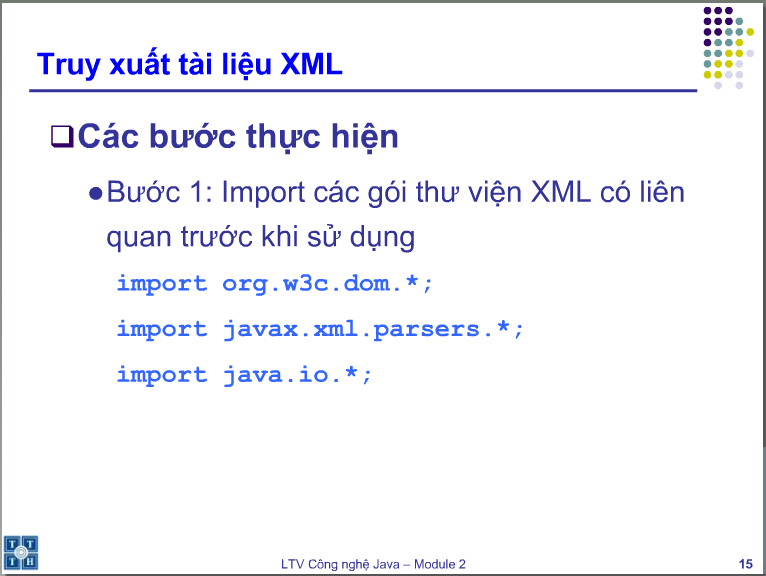 Truy xuất tài liệu XML
Các bước thực hiện
Bước 1: Import các gói thư viện XML có liên
quan trước khi sử dụng
import org.w3c.dom.*;
import javax.xml.parsers.*;
import java.io.*;
T T
T H
LTV Công nghệ Java – Module 2
15